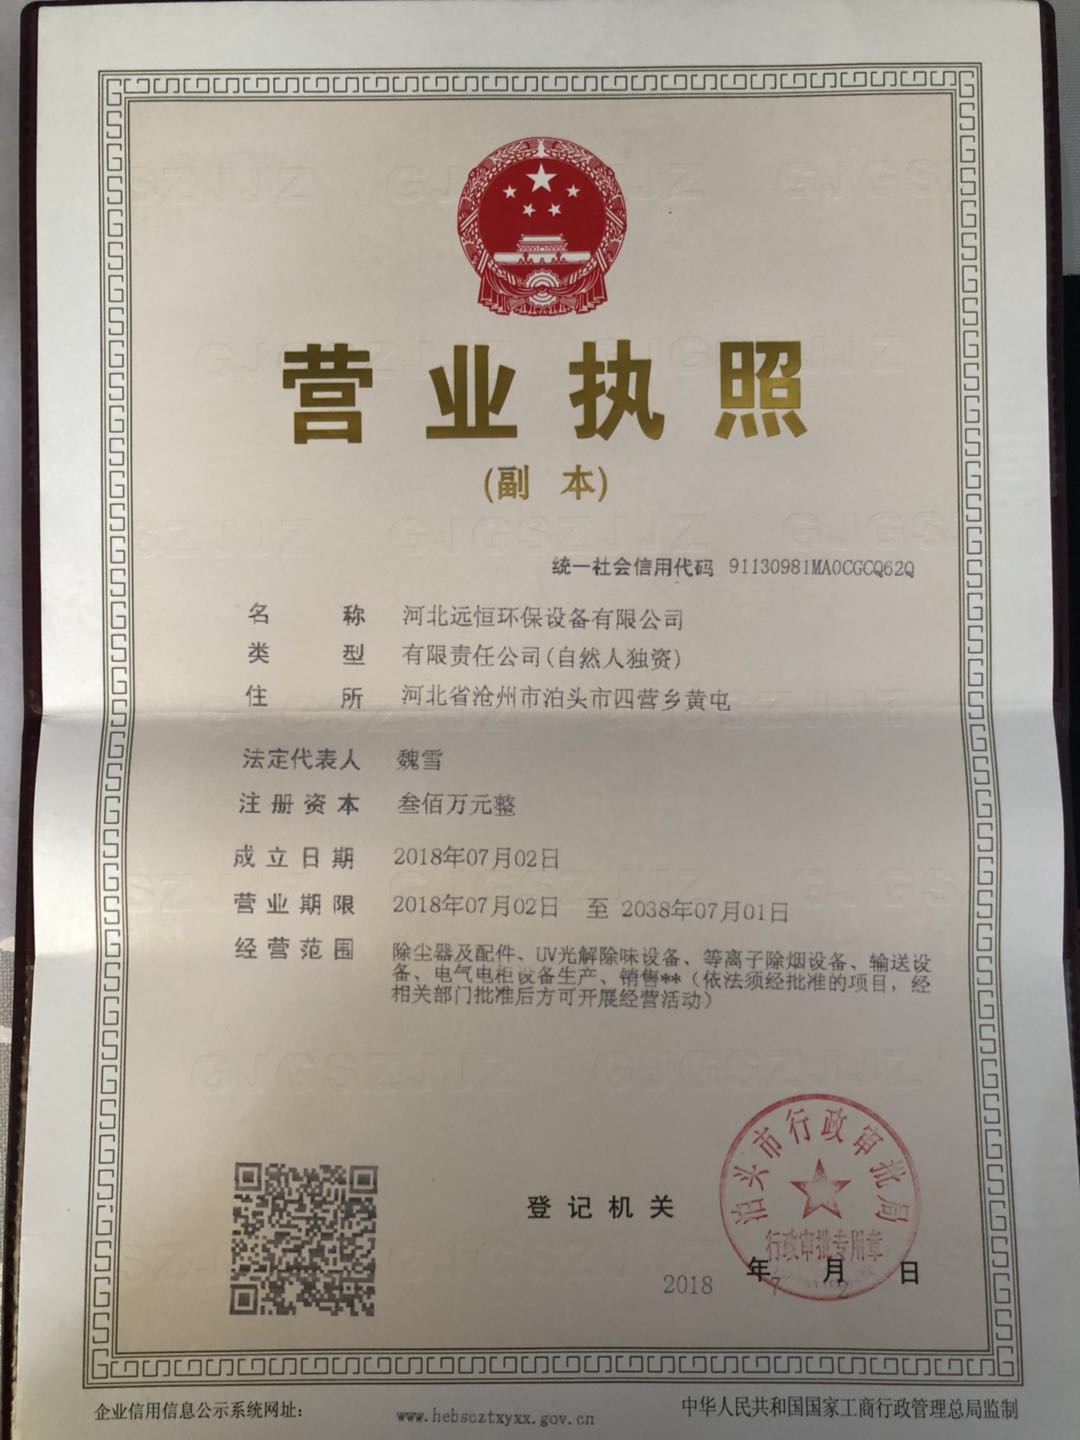 营业执照
(副 本)
统一社会信用代码 91130981MA0CGCQ62Q
名 称 河北远恒环保设备有限公司
类 型 有限责任公司(自然人独资)
住 所 河北省沧州市泊头市四营乡黄屯
法定代表人 魏雪
注册资本 叁佰万元整
成立日期 2018年07月02日
营业期限 2018年07月02日 至 2038年07月01日
经营范围 除尘器及配件、UV光解除味设备、等离子除烟设备、输送设
备、电气电柜设备生产、销售**（依法须经批准的项目，经
相关部门批准后方可开展经营活动）
泊头市行政审批局
登记机关
行政审批专用章
2018 年 7 月 2 日
企业信用信息公示系统网址：
www.hebscztxyxx.gov.cn
中华人民共和国国家工商行政管理总局监制